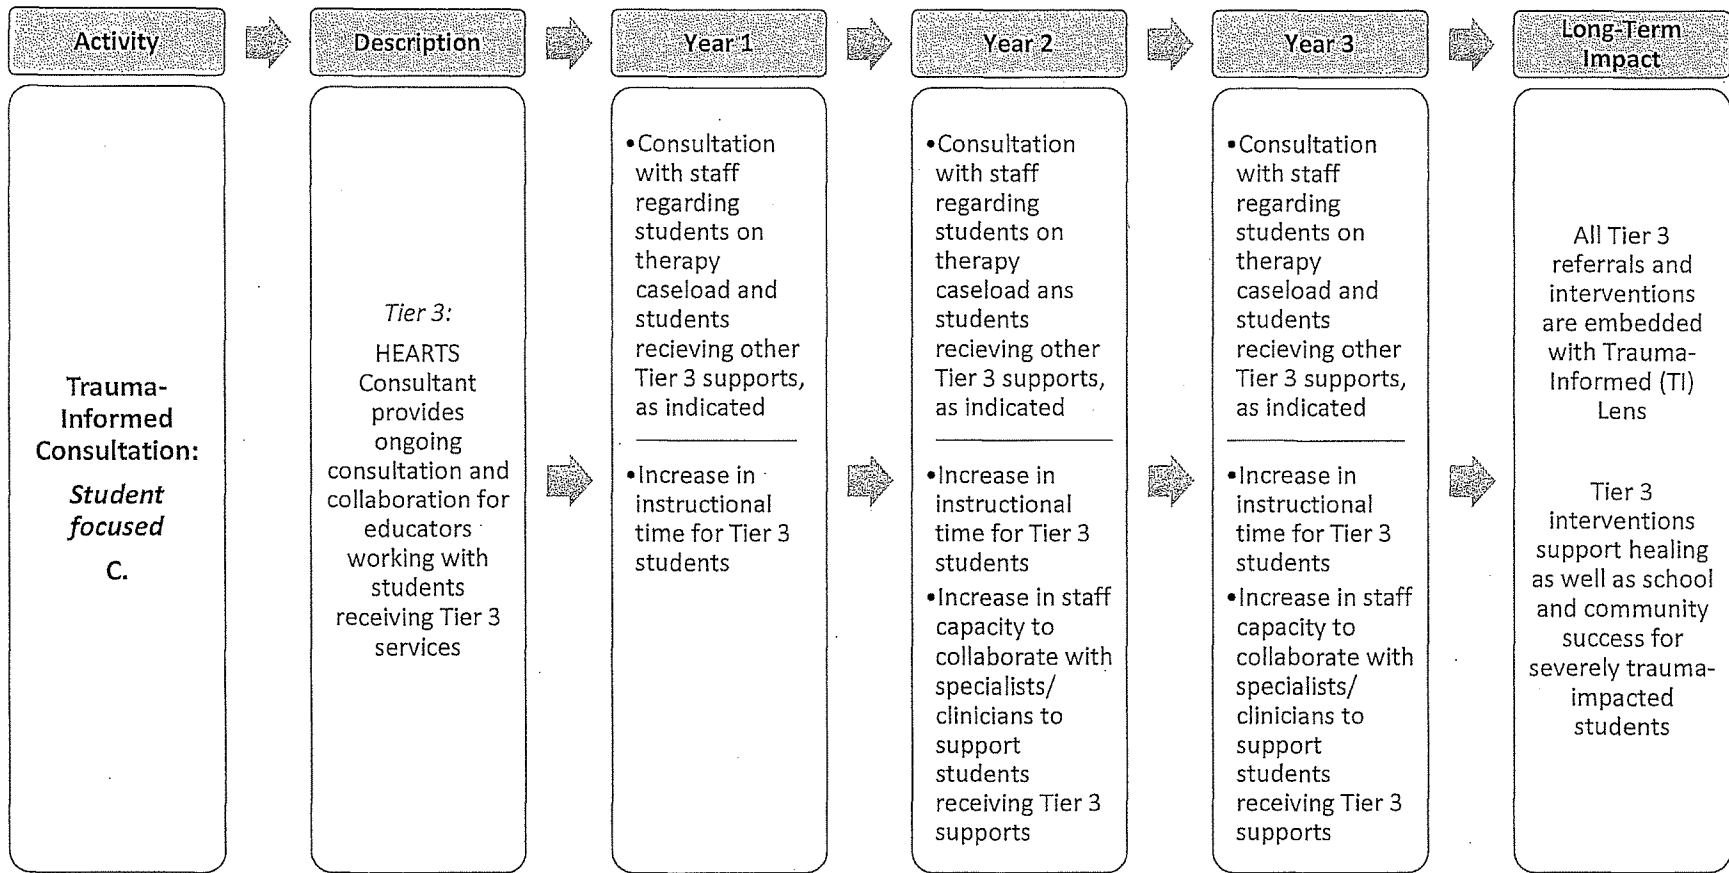 Activity
Description
Year 1
Year 2
Year 3
Long-Term
Impact
Trauma-
Informed
Consultation:
Student
focused
C.
Tier 3:
HEARTS
Consultant
provides
ongoing
consultation and
collaboration for
educators
working with
students
receiving Tier 3
services
•Consultation
with staff
regarding
students on
therapy
caseload and
students
recieving other
Tier 3 supports,
as indicated
•Increase in
instructional
time for Tier 3
students
•Consultation
with staff
regarding
students on
therapy
caseload ans
students
recieving other
Tier 3 supports,
as indicated
•Increase in
instructional
time for Tier 3
students
•Increase in staff
capacity to
collaborate with
specialists/
clinicians to
support
students
receiving Tier 3
supports
•Consultation
with staff
regarding
students on
therapy
caseload and
students
recieving other
Tier 3 supports,
as indicated
•Increase in
instructional
time for Tier 3
students
•Increase in staff
capacity to
collaborate with
specialists/
clinicians to
support
students
receiving Tier 3
supports
All Tier 3
referrals and
interventions
are embedded
with Trauma-
Informed (TI)
Lens
Tier 3
interventions
support healing
as well as school
and community
success for
severely trauma-
impacted
students